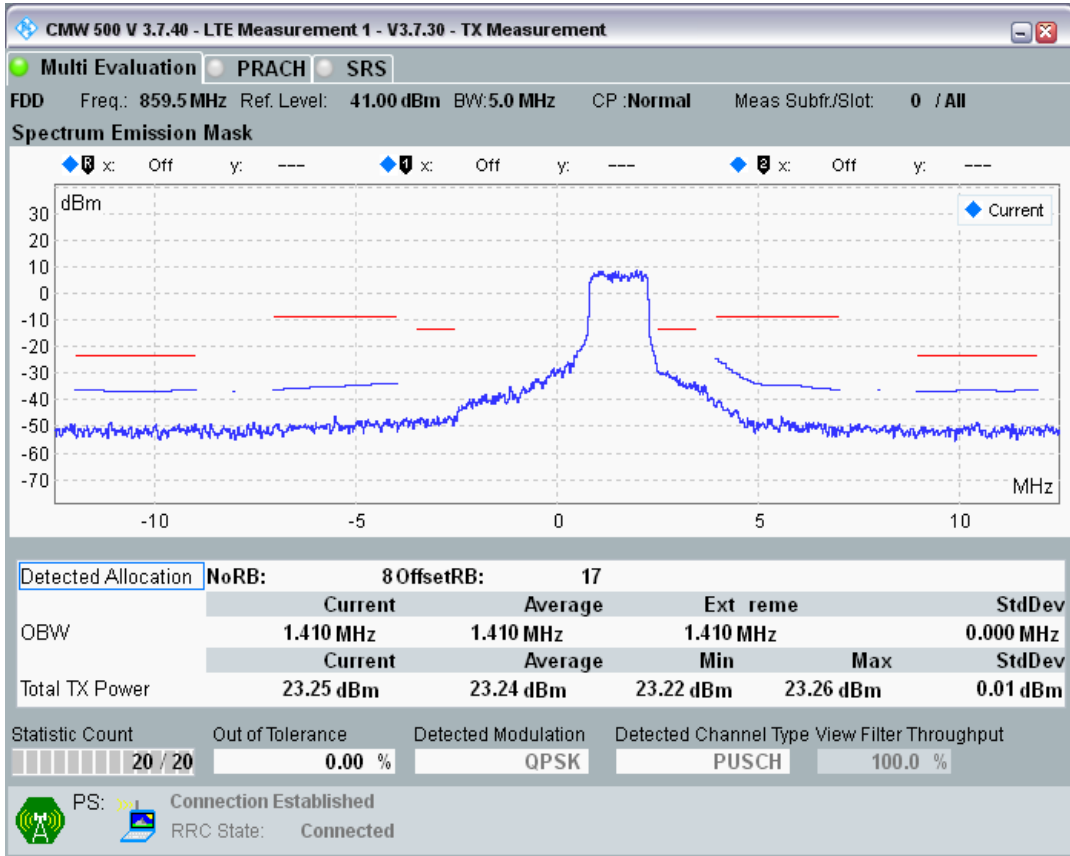 CMW 500 V 3.7.40 - LTE Measurement 1 - V3.7.30 - TX Measurement
Multi Evaluation PRACH SRS
FDD Freq.: 859.5 MHz Ref. Level: 41.00 dBm BW:5.0 MHz CP :Normal Meas Subfr./Slot: 0 / All
Spectrum Emission Mask
R x: Off y: --- 1 x: Off y: --- 2 x: Off y: ---
dBm
Current
30
20
10
0
-10
-20
-30
-40
-50
-60
-70
MHz
-10 -5 0 5 10
Detected Allocation NoRB: 8 OffsetRB: 17
Current Average Ext reme StdDev
OBW 1.410 MHz 1.410 MHz 1.410 MHz 0.000 MHz
Current Average Min Max StdDev
Total TX Power 23.25 dBm 23.24 dBm 23.22 dBm 23.26 dBm 0.01 dBm
Statistic Count Out of Tolerance Detected Modulation Detected Channel Type View Filter Throughput
20 / 20 0.00 % QPSK PUSCH 100.0 %
PS: Connection Established
RRC State: Connected